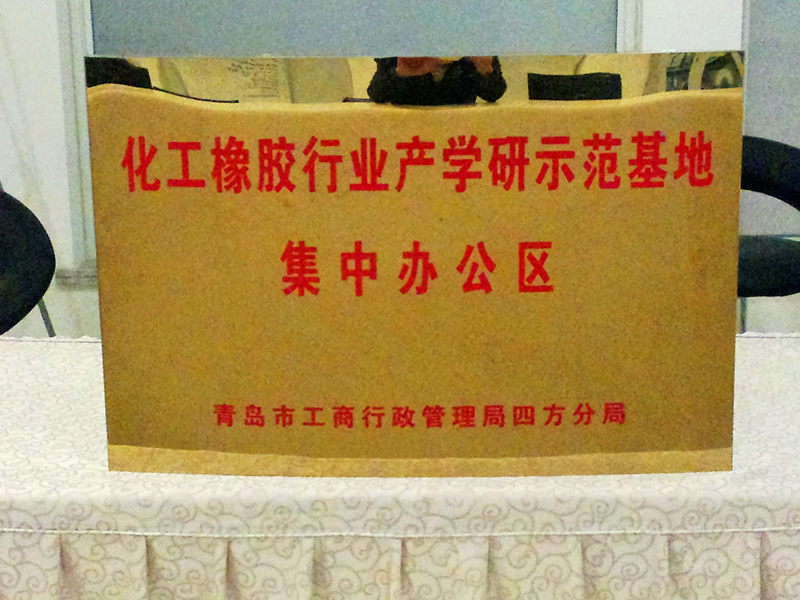 化工橡胶行业产学研示范基地
集中办公区
青岛市工商行政管理局四方分局